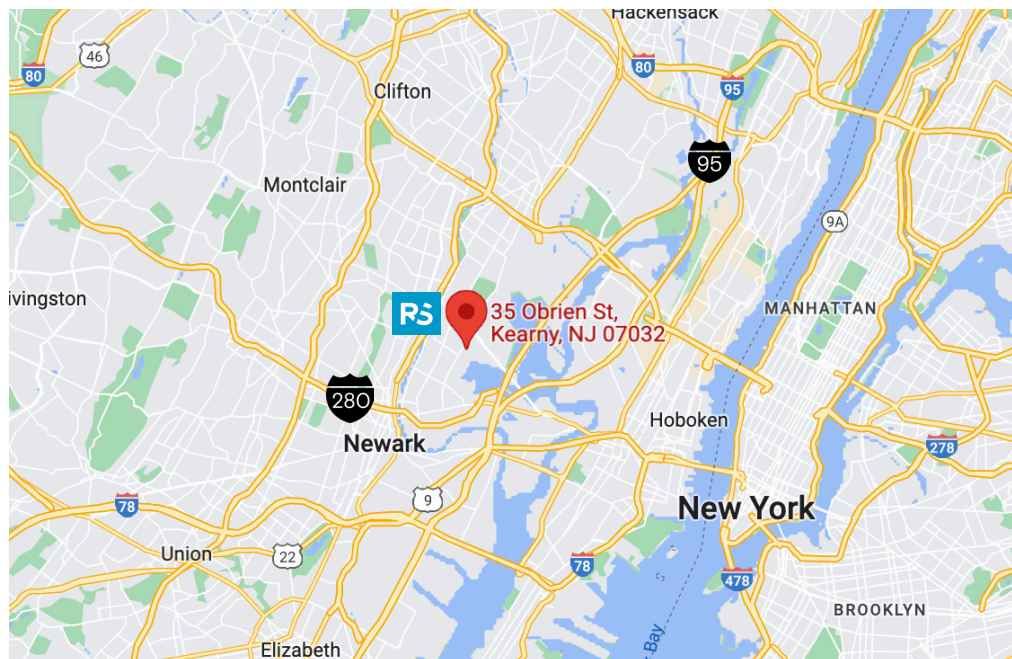 Hackensack
46
80
80
95
Clifton
95
Montclair
9A
ivingston
MANHATTAN
RS
35 Obrien St,
Kearny, NJ 07032
280
Hoboken
Newark
278
9
78
New York
Union
22
78
478
BROOKLYN
Bay
Elizabeth